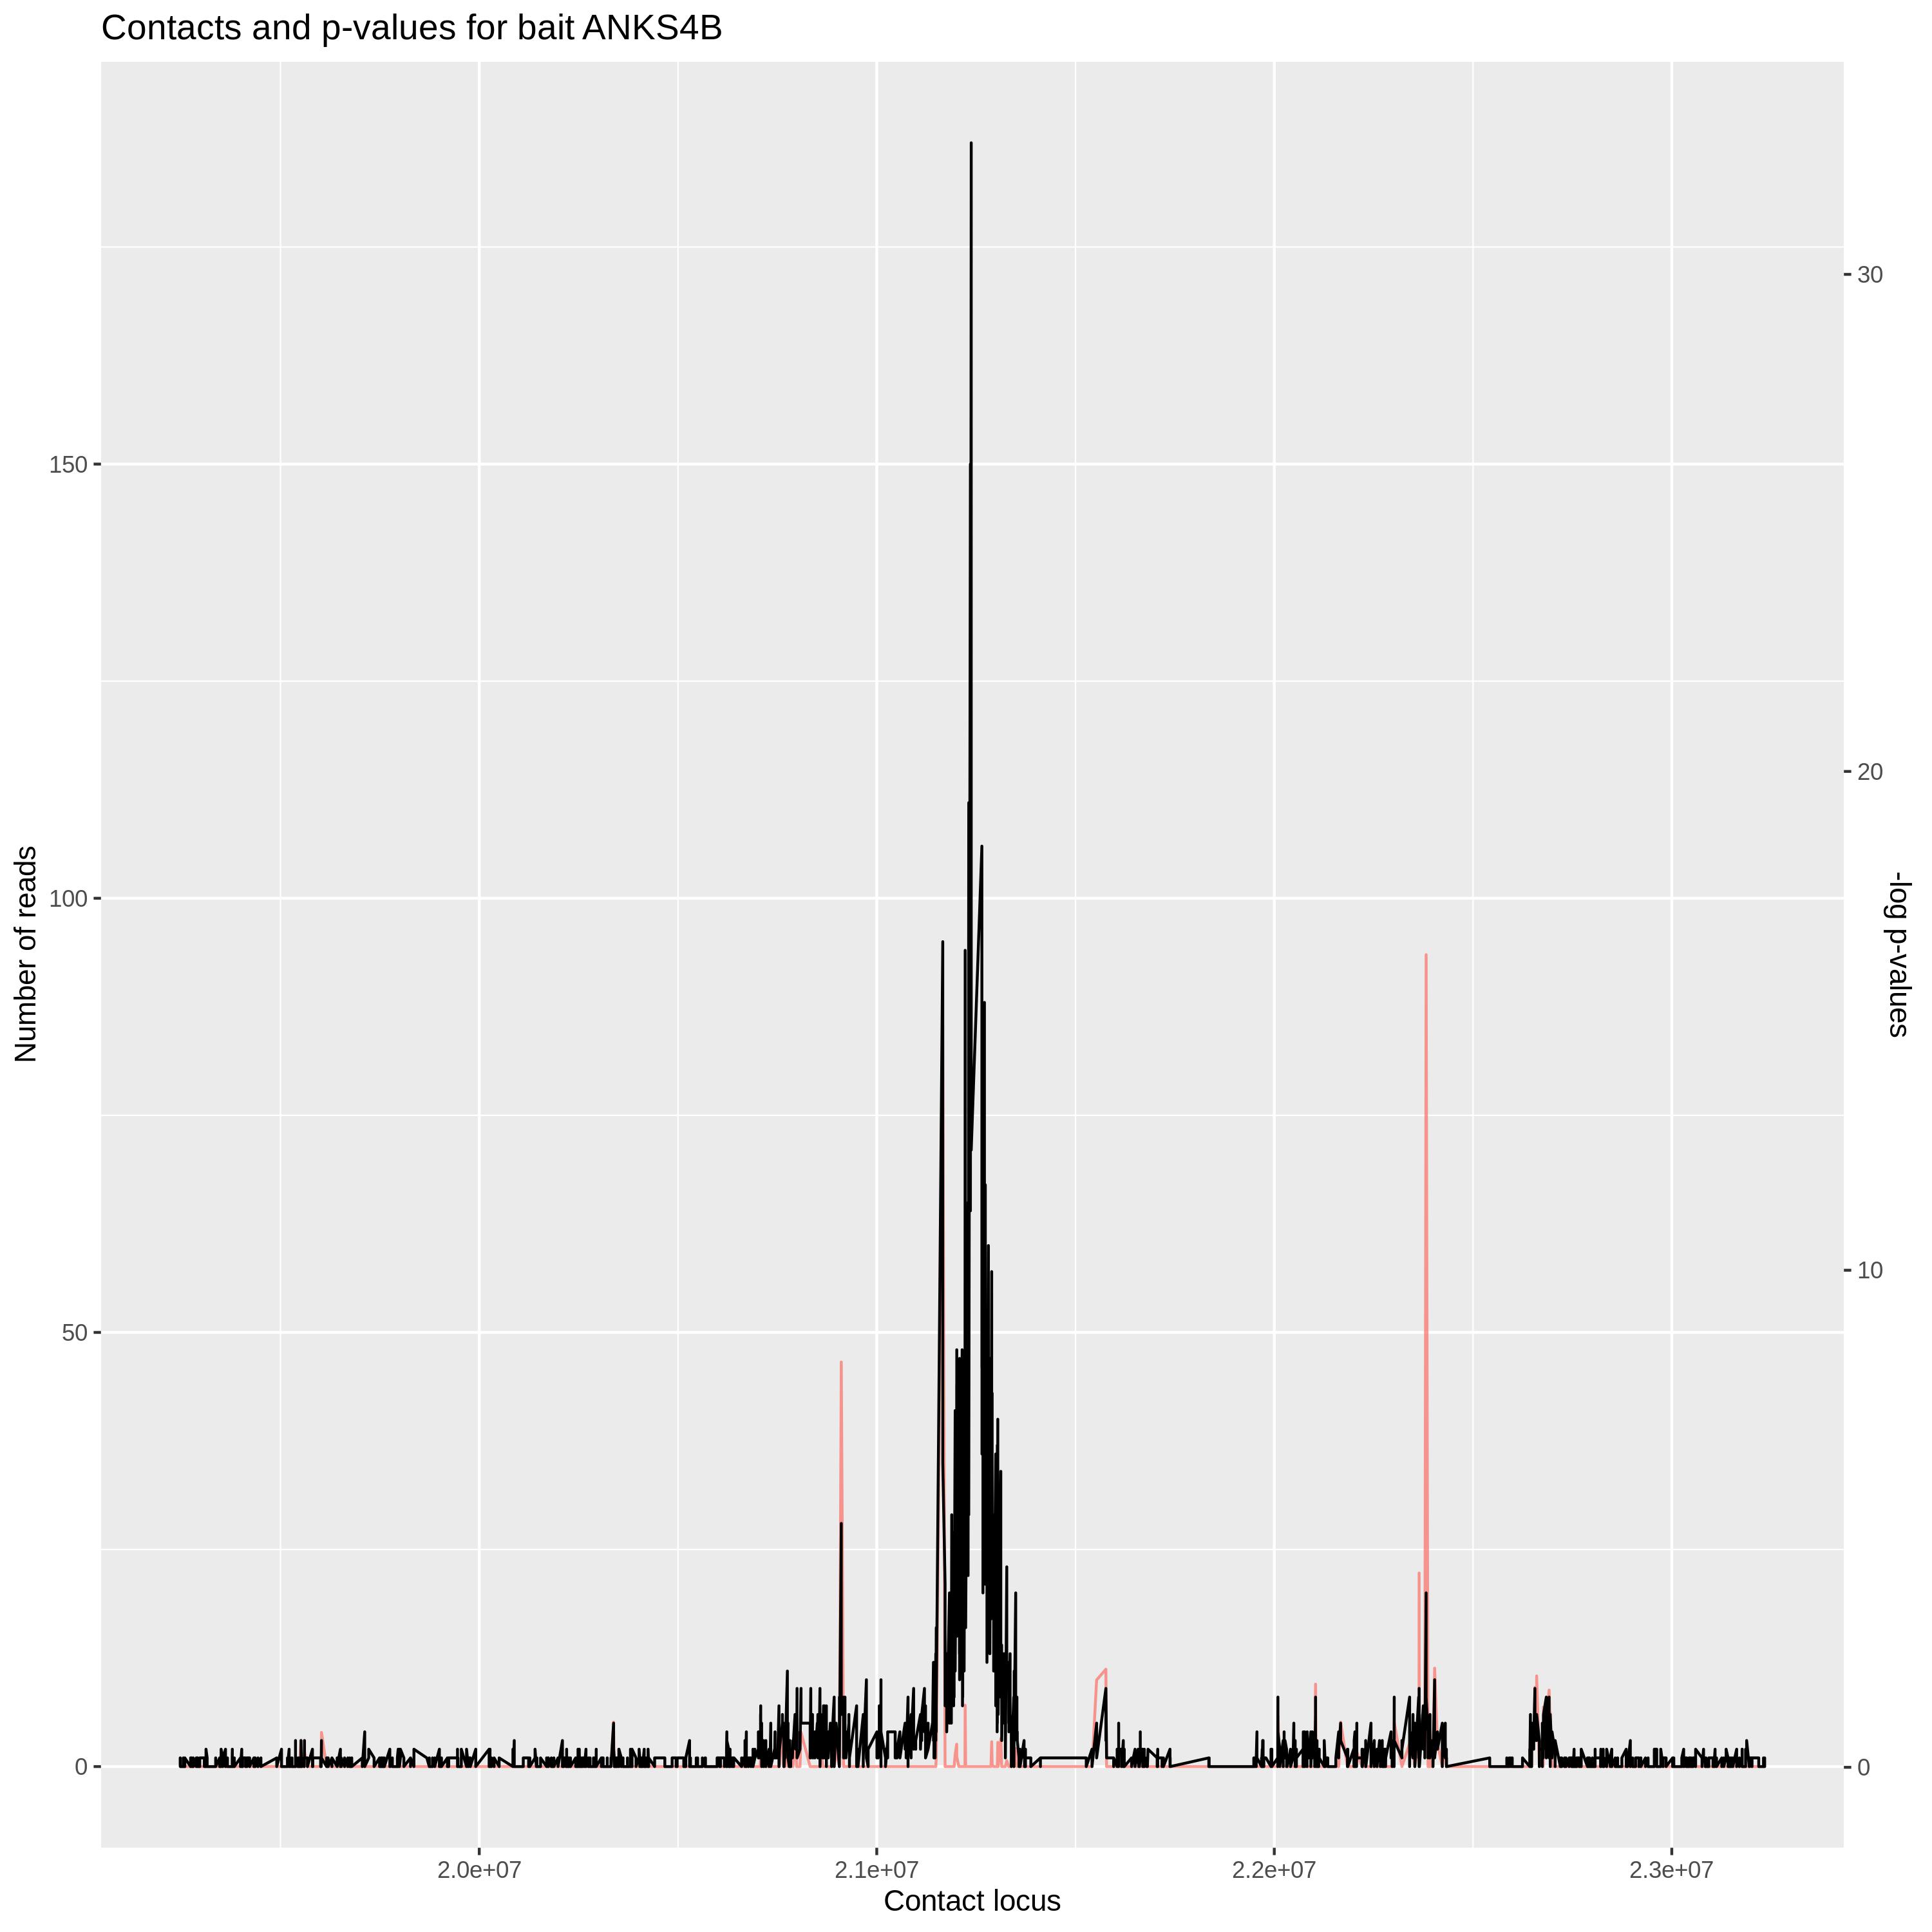 Contacts and p-values for bait ANKS4B
Number of reads
150
100
50
0
30
20
10
0
-log p-values
2.0e+07 2.1e+07 2.2e+07 2.3e+07
Contact locus